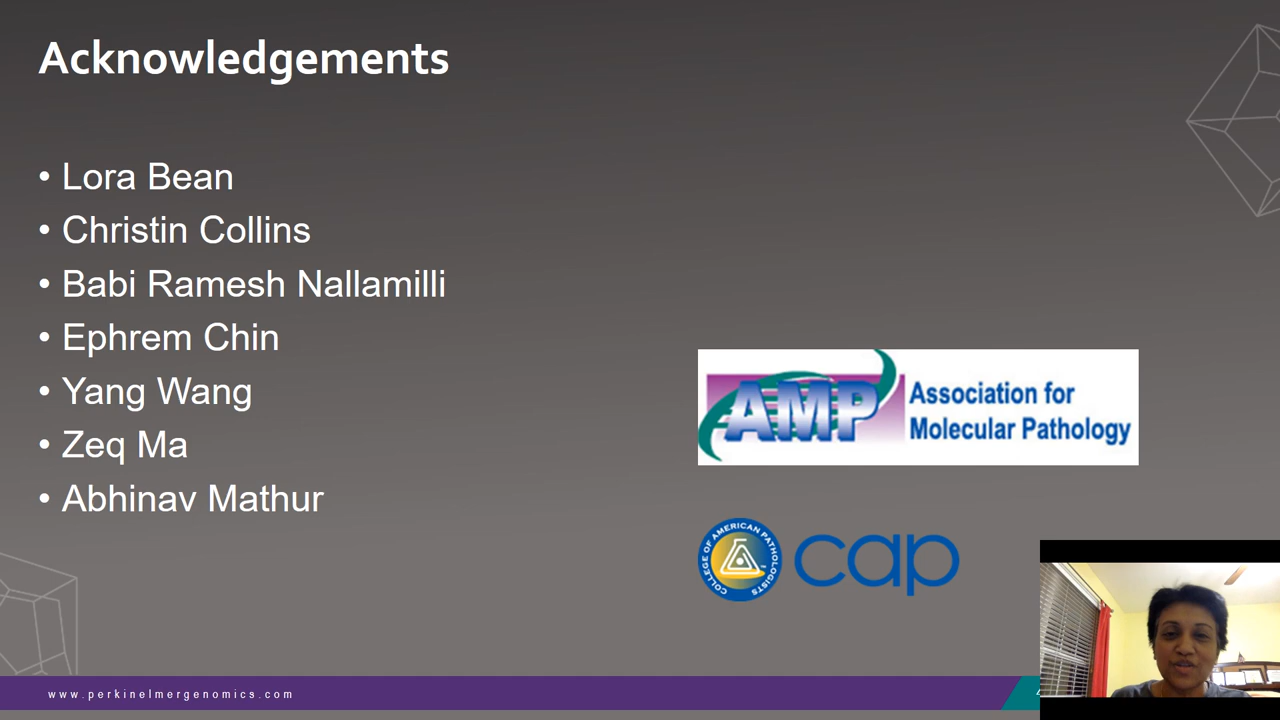 Acknowledgements
• Lora Bean
• Christin Collins
• Babi Ramesh Nallamilli
• Ephrem Chin
• Yang Wang
• Zeq Ma
• Abhinav Mathur
AMP Association for
Molecular Pathology
COLLEGE OF AMERICAN PATHOLOGISTS
cap
www.perkinelmergenomics.com